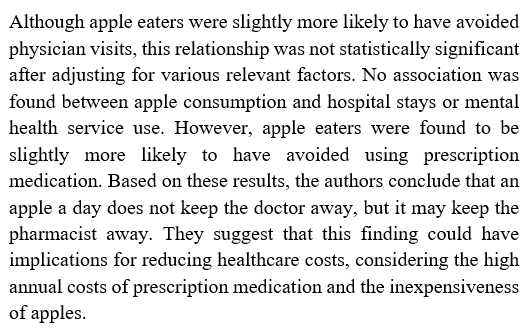 Although apple eaters were slightly more likely to have avoided
physician visits, this relationship was not statistically significant
after adjusting for various relevant factors. No association was
found between apple consumption and hospital stays or mental
health service use. However, apple eaters were found to be
slightly more likely to have avoided using prescription
medication. Based on these results, the authors conclude that an
apple a day does not keep the doctor away, but it may keep the
pharmacist away. They suggest that this finding could have
implications for reducing healthcare costs, considering the high
annual costs of prescription medication and the inexpensiveness
of apples.